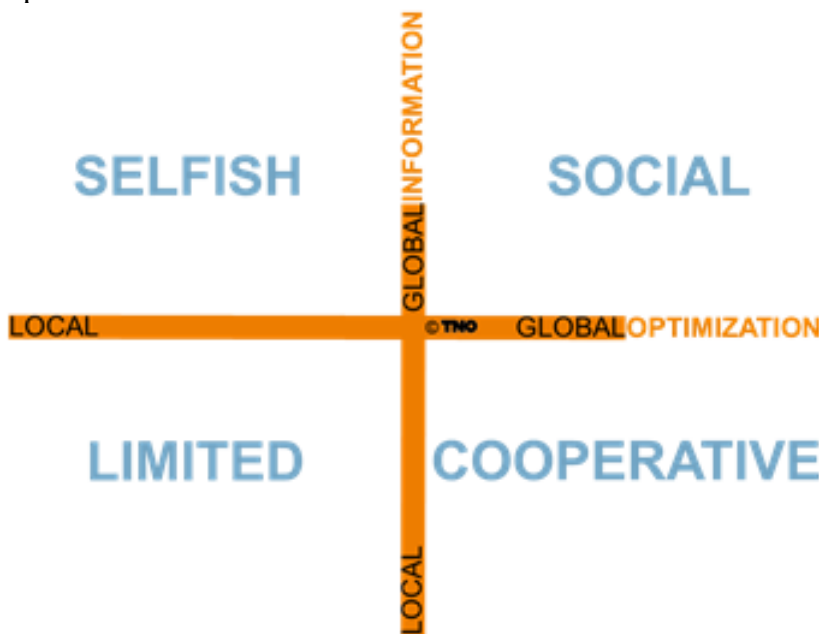 GLOBAL INFORMATION
SELFISH
SOCIAL
LOCAL
© TNO
GLOBAL OPTIMIZATION
LIMITED
COOPERATIVE
LOCAL